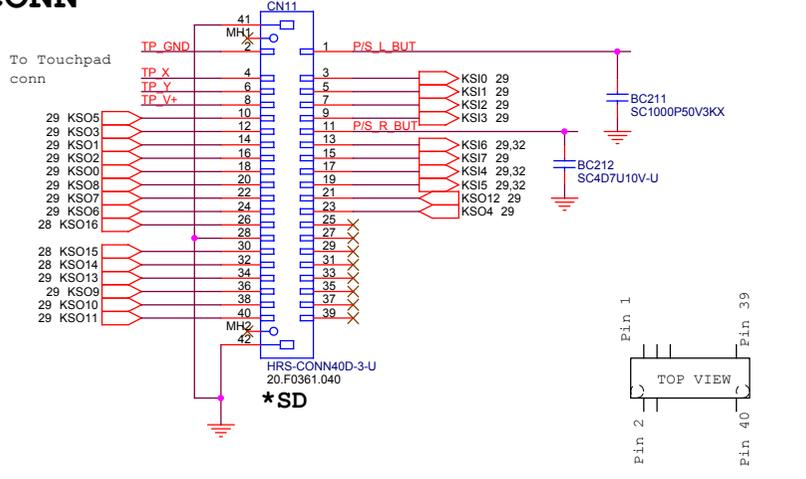 CONN
CN11
To Touchpad
conn
41
MH1
TP_GND 2 1 P/S_L_BUT
TP_X 4 3 KSI0 29
TP_Y 6 5 KSI1 29
TP_V+ 8 7 KSI2 29
29 KSO5 10 9 KSI3 29
29 KSO3 12 11 P/S_R_BUT
29 KSO1 14 13 KSI6 29,32
29 KSO2 16 15 KSI7 29
29 KSO0 18 17 KSI4 29,32
29 KSO8 20 19 KSI5 29,32
29 KSO7 22 21 KSO12 29
29 KSO6 24 23 KSO4 29
28 KSO16 26 25
28 27
28 KSO15 30 29
28 KSO14 32 31
29 KSO13 34 33
29 KSO9 36 35
29 KSO10 38 37
29 KSO11 40 39
MH2
42
BC211
SC1000P50V3KX
BC212
SC4D7U10V-U
HRS-CONN40D-3-U
20.F0361.040
*SD
Pin 1
Pin 39
TOP VIEW
Pin 2
Pin 40